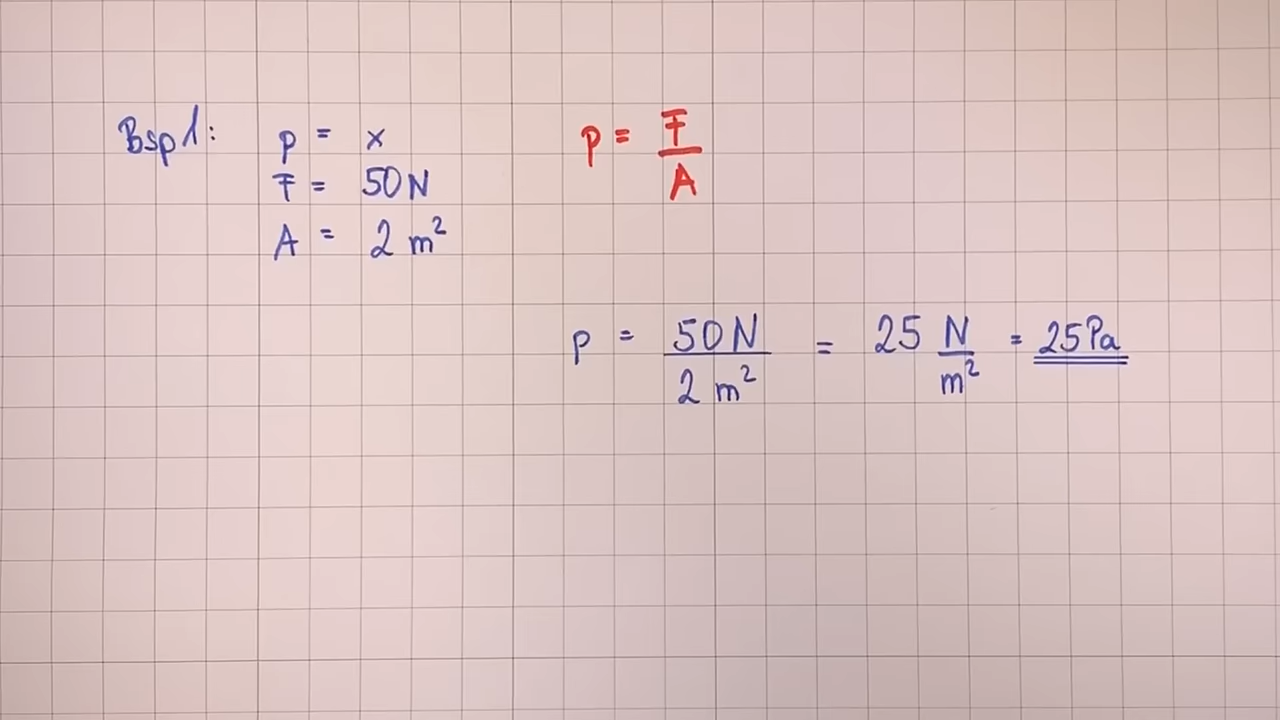 Bsp 1: p = x
F = 50 N
A = 2 m²
p = F/A
p = 50 N / 2 m² = 25 N/m² = 25 Pa